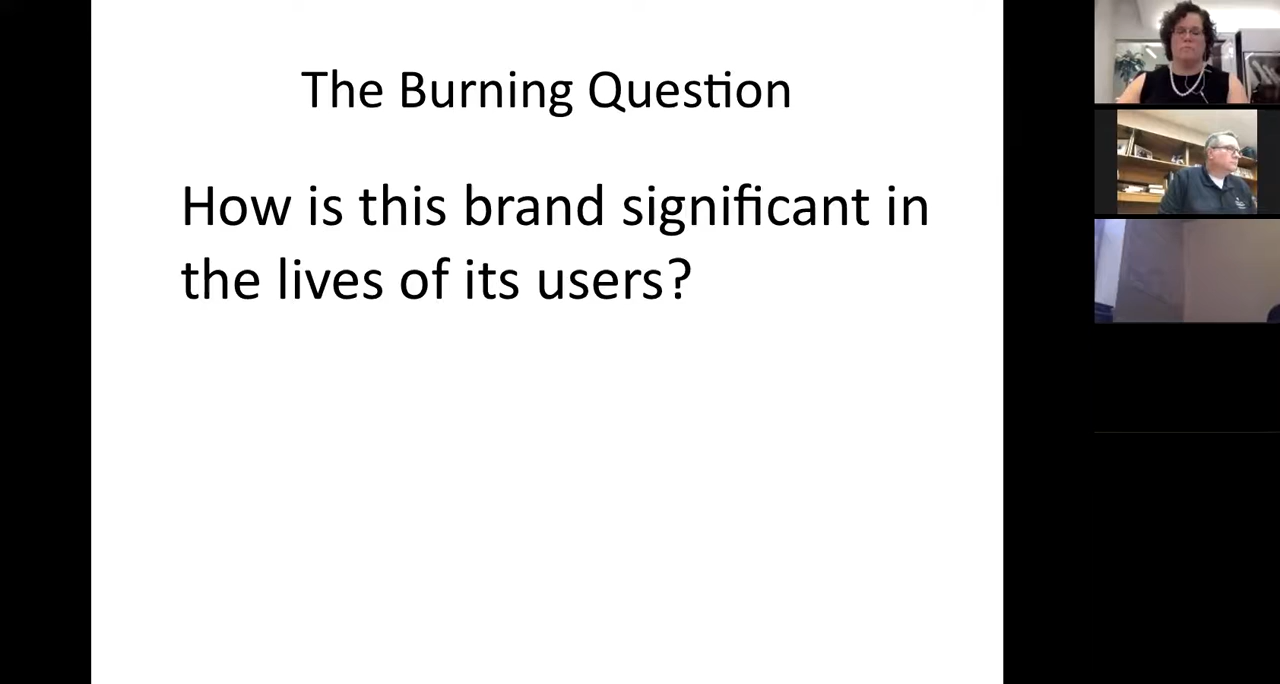 The Burning Question
How is this brand significant in
the lives of its users?